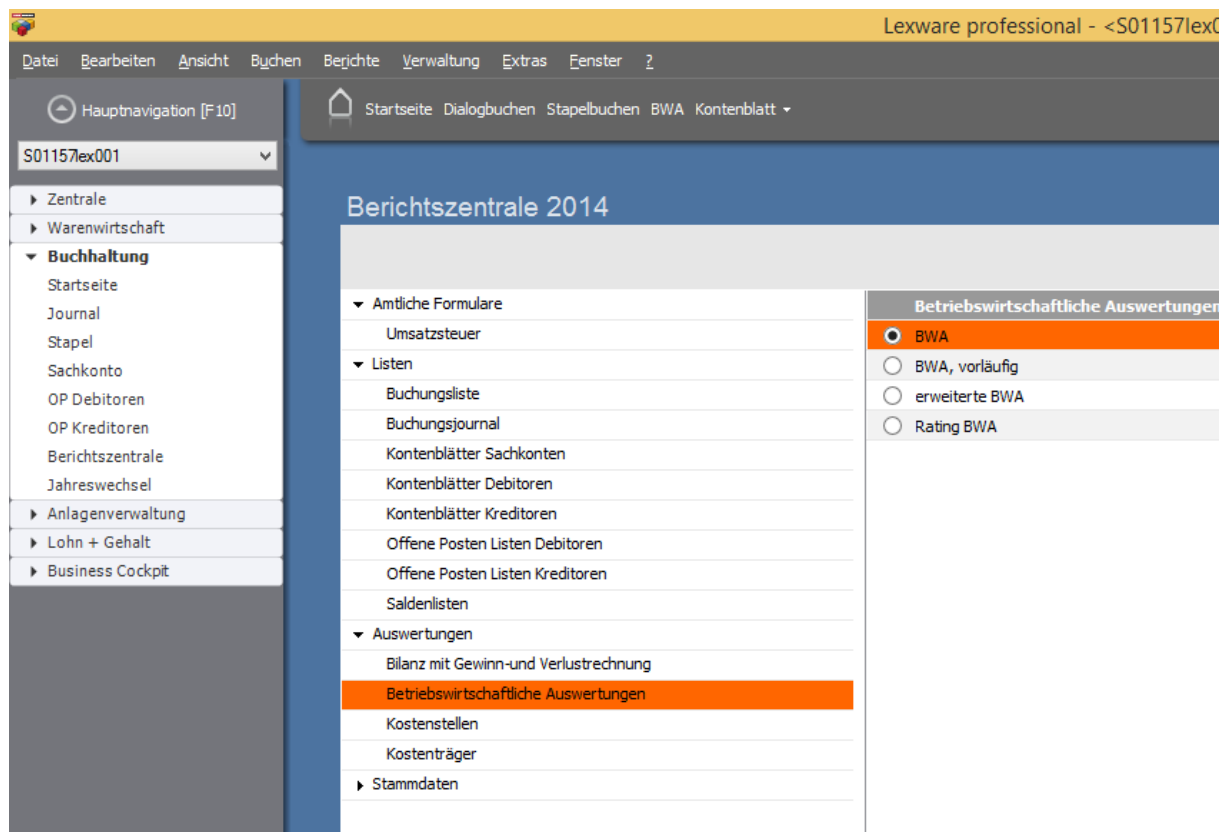 Lexware professional - <S01157lex0
Datei Bearbeiten Ansicht Buchen Berichte Verwaltung Extras Fenster ?
Hauptnavigation [F10]
Startseite Dialogbuchen Stapelbuchen BWA Kontenblatt
S01157lex001
Zentrale
Warenwirtschaft
Buchhaltung
Startseite
Journal
Stapel
Sachkonto
OP Debitoren
OP Kreditoren
Berichtszentrale
Jahreswechsel
Anlagenverwaltung
Lohn + Gehalt
Business Cockpit
Berichtszentrale 2014
Amtliche Formulare
Umsatzsteuer
Listen
Buchungsliste
Buchungsjournal
Kontenblätter Sachkonten
Kontenblätter Debitoren
Kontenblätter Kreditoren
Offene Posten Listen Debitoren
Offene Posten Listen Kreditoren
Saldenlisten
Auswertungen
Bilanz mit Gewinn-und Verlustrechnung
Betriebswirtschaftliche Auswertungen
Kostenstellen
Kostenträger
Stammdaten
Betriebswirtschaftliche Auswertungen
BWA
BWA, vorläufig
erweiterte BWA
Rating BWA